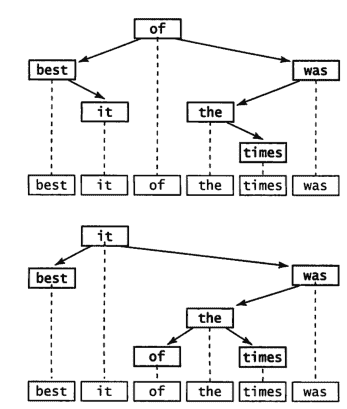 of
best was
it the
times
best it of the times was
it
best was
the
of times
best it of the times was